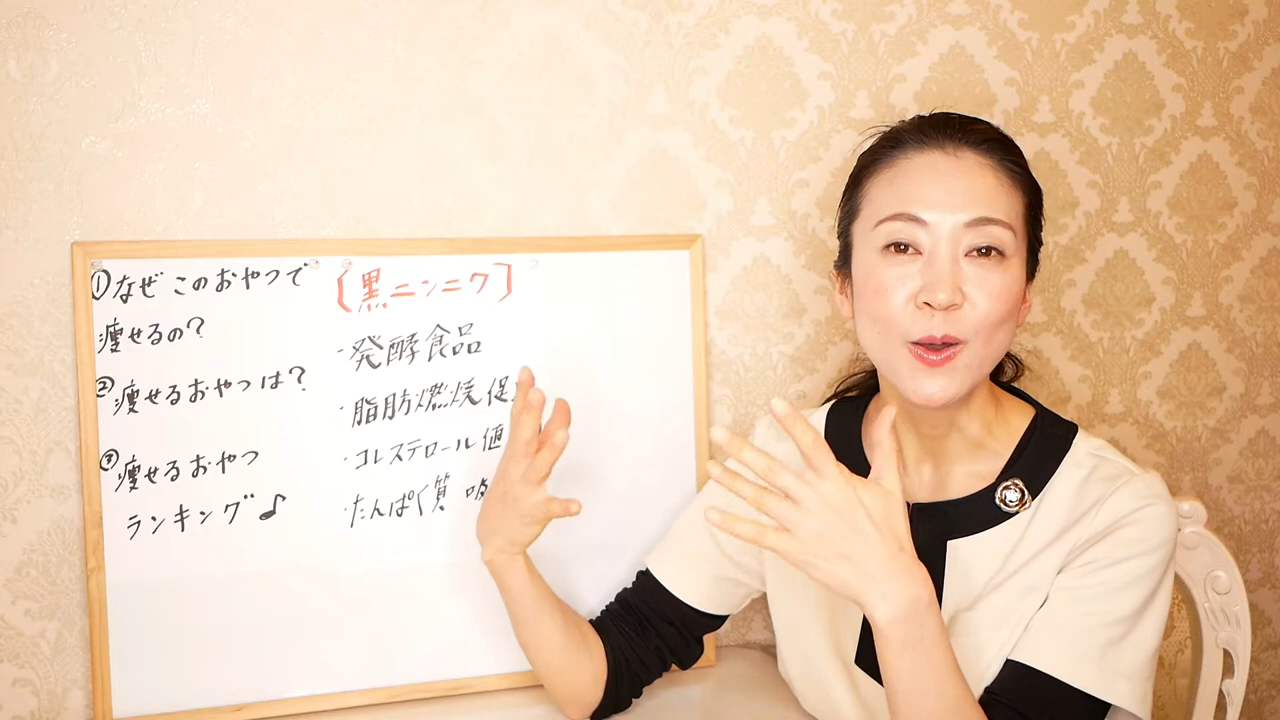 ①なぜこのおやつで
痩せるの?
②痩せるおやつは?
③痩せるおやつ
ランキング♪
[黒ニンニク]
・発酵食品
・脂肪燃焼促
・コレステロール値
・たんぱく質